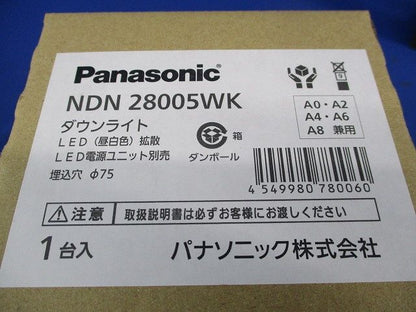 Panasonic
NDN 28005WK
ダウンライト
LED（昼白色）拡散
LED電源ユニット別売
埋込穴 φ75
箱
ダンボール
A0・A2
A4・A6
A8 兼用
4 549980 780060
注意 取扱説明書は必ずお客様にお渡しください
1台入 パナソニック株式会社